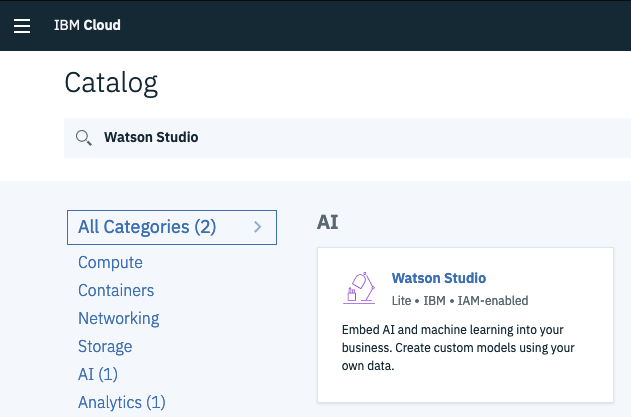 IBM Cloud
Catalog
Watson Studio
All Categories (2)
Compute
Containers
Networking
Storage
AI (1)
Analytics (1)
AI
Watson Studio
Lite • IBM • IAM-enabled
Embed AI and machine learning into your
business. Create custom models using your
own data.